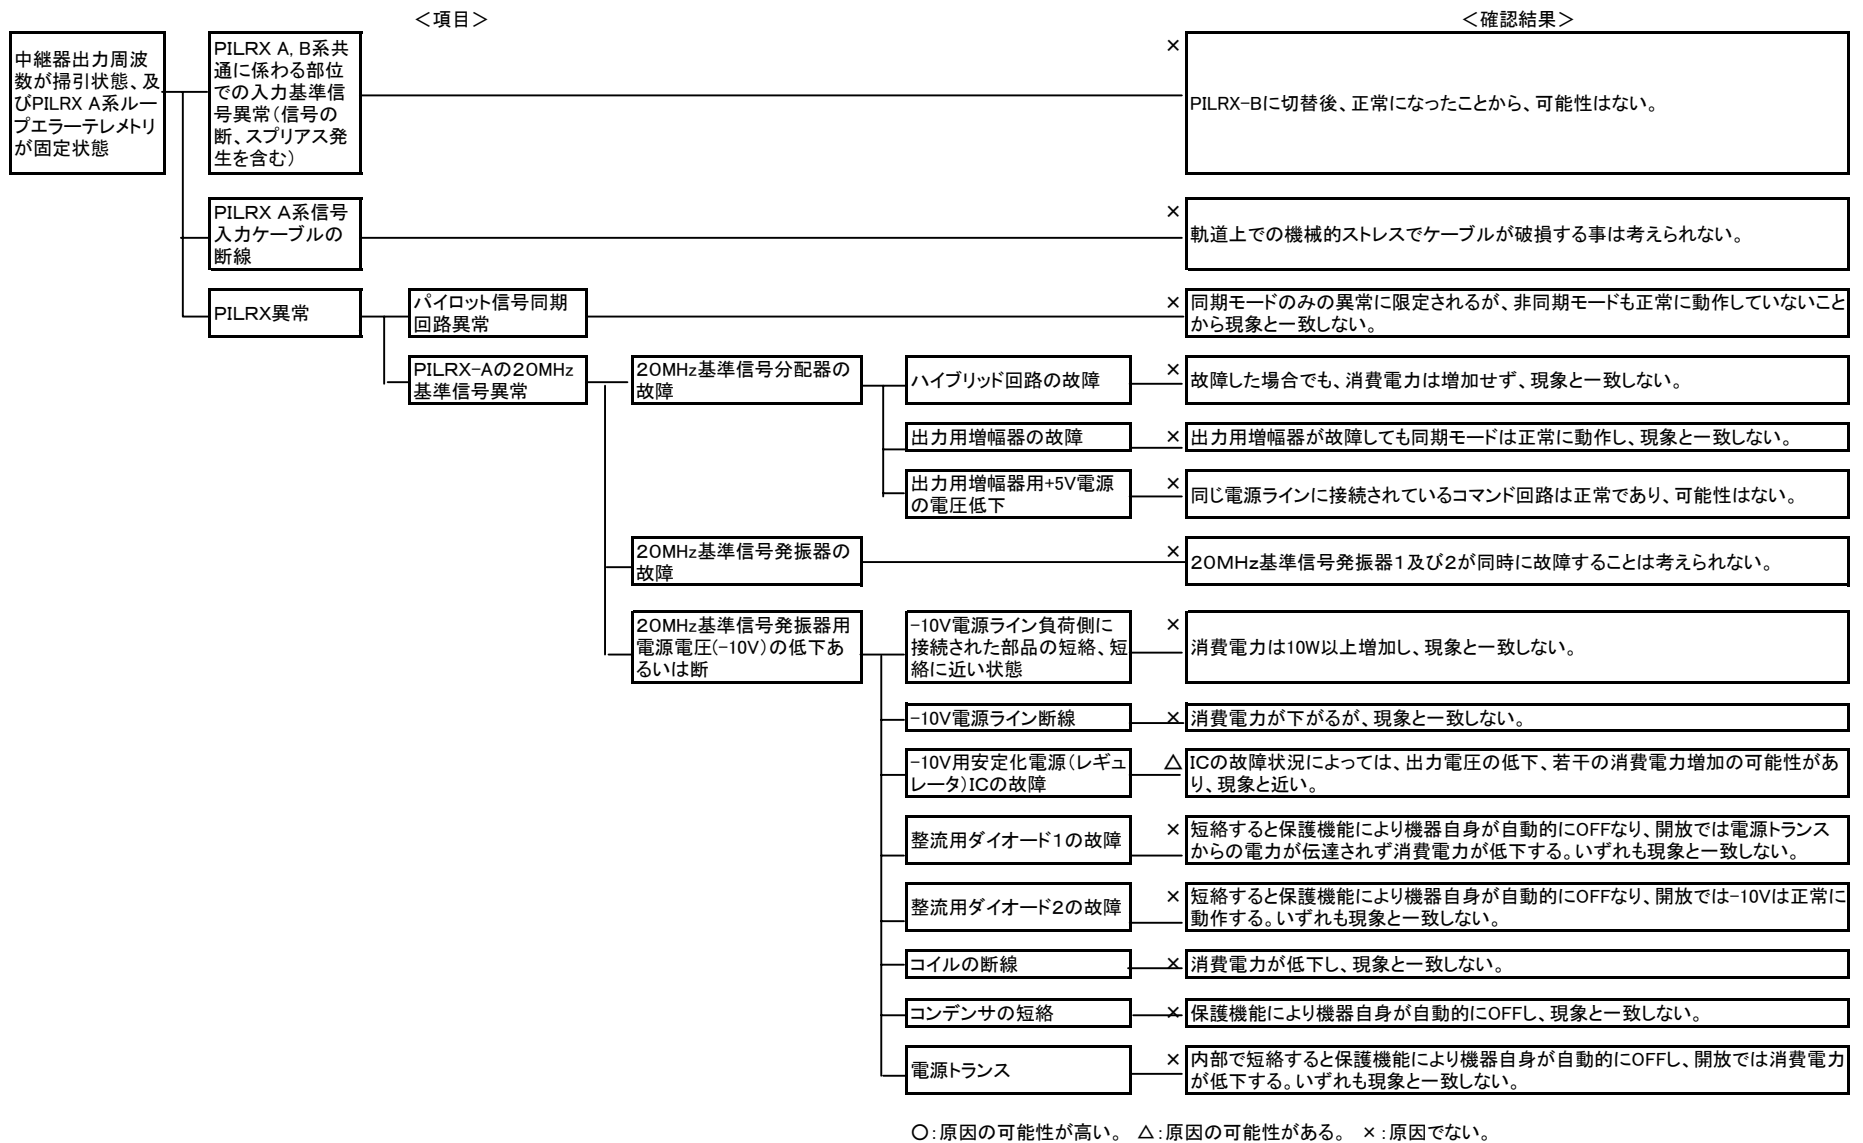 ＜項目＞
＜確認結果＞
中継器出力周波
数が掃引状態、及
びPILRX A系ルー
プエラーテレメトリ
が固定状態
PILRX A,B系共
通に係わる部位
での入力基準信
号異常(信号の
断、スプリアス発
生を含む)
×
PILRX-Bに切替後、正常になったことから、可能性はない。
PILRX A系信号
入力ケーブルの
断線
×
軌道上での機械的ストレスでケーブルが破損する事は考えられない。
PILRX異常
パイロット信号同期
回路異常
×
同期モードのみの異常に限定されるが、非同期モードも正常に動作していないこと
から現象と一致しない。
PILRX-Aの20MHz
基準信号異常
20MHz基準信号分配器の
故障
ハイブリッド回路の故障
×
故障した場合でも、消費電力は増加せず、現象と一致しない。
出力用増幅器の故障
×
出力用増幅器が故障しても同期モードは正常に動作し、現象と一致しない。
出力用増幅器用+5V電源
の電圧低下
×
同じ電源ラインに接続されているコマンド回路は正常であり、可能性はない。
20MHz基準信号発振器の
故障
×
20MHz基準信号発振器1及び2が同時に故障することは考えられない。
20MHz基準信号発振器用
電源電圧(-10V)の低下あ
るいは断
-10V電源ライン負荷側に
接続された部品の短絡、短
絡に近い状態
×
消費電力は10W以上増加し、現象と一致しない。
-10V電源ライン断線
×
消費電力が下がるが、現象と一致しない。
-10V用安定化電源(レギュ
レータ)ICの故障
△
ICの故障状況によっては、出力電圧の低下、若干の消費電力増加の可能性があ
り、現象と近い。
整流用ダイオード1の故障
×
短絡すると保護機能により機器自身が自動的にOFFなり、開放では電源トランス
からの電力が伝達されず消費電力が低下する。いずれも現象と一致しない。
整流用ダイオード2の故障
×
短絡すると保護機能により機器自身が自動的にOFFなり、開放では-10Vは正常に
動作する。いずれも現象と一致しない。
コイルの断線
×
消費電力が低下し、現象と一致しない。
コンデンサの短絡
×
保護機能により機器自身が自動的にOFFし、現象と一致しない。
電源トランス
×
内部で短絡すると保護機能により機器自身が自動的にOFFし、開放では消費電力
が低下する。いずれも現象と一致しない。
○:原因の可能性が高い。 △:原因の可能性がある。 ×:原因でない。